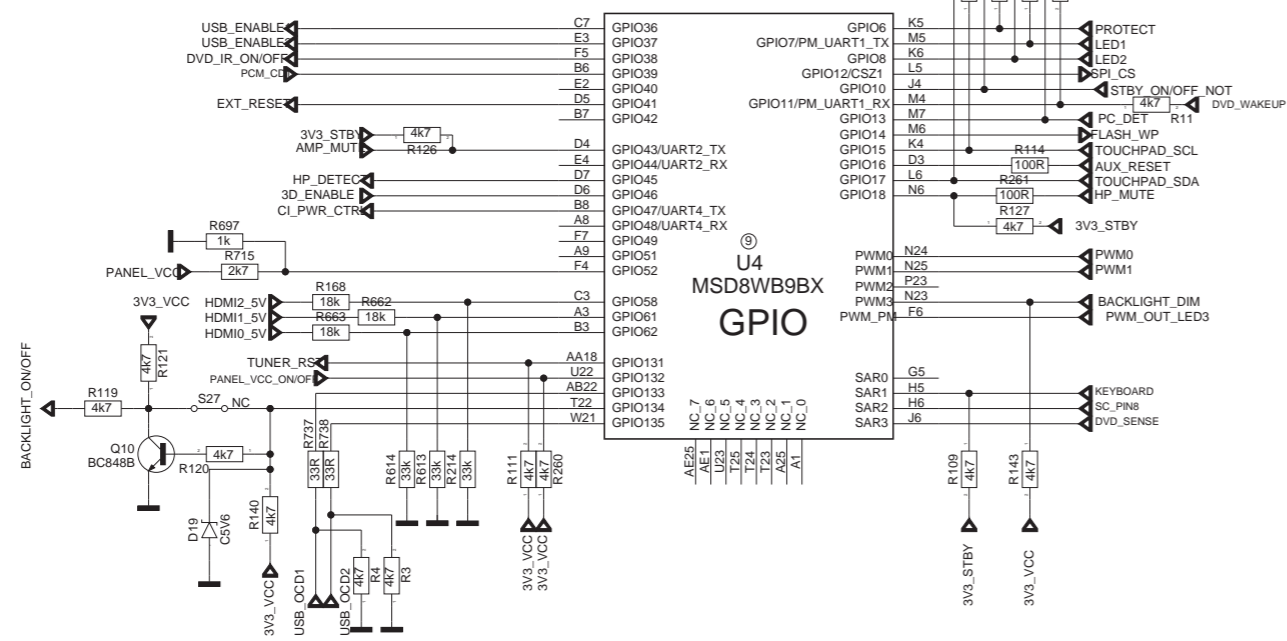 USB_ENABLE
C7
GPIO36
USB_ENABLE
E3
GPIO37
DVD_IR_ON/OFF
F5
GPIO38
PCM_CD
B6
GPIO39
E2
GPIO40
EXT_RESET
D5
GPIO41
B7
GPIO42
3V3_STBY
4k7
R126
AMP_MUTE
D4
GPIO43/UART2_TX
E4
GPIO44/UART2_RX
HP_DETECT
D7
GPIO45
3D_ENABLE
D6
GPIO46
CI_PWR_CTRL
B8
GPIO47/UART4_TX
A8
GPIO48/UART4_RX
R697
1k
F7
GPIO49
R715
2k7
A9
GPIO51
PANEL_VCC
F4
GPIO52
HDMI2_5V
R168
18k
C3
GPIO58
HDMI1_5V
R662
18k
A3
GPIO61
HDMI0_5V
R663
18k
B3
GPIO62
TUNER_RST
AA18
GPIO131
PANEL_VCC_ON/OFF
U22
GPIO132
AB22
GPIO133
T22
GPIO134
W21
GPIO135
9
U4
MSD8WB9BX
GPIO
GPIO6
K5
PROTECT
GPIO7/PM_UART1_TX
M5
LED1
GPIO8
K6
LED2
GPIO12/CSZ1
L5
SPI_CS
GPIO10
J4
STBY_ON/OFF_NOT
GPIO11/PM_UART1_RX
M4
4k7
R11
DVD_WAKEUP
GPIO13
M7
PC_DET
GPIO14
M6
FLASH_WP
GPIO15
K4
TOUCHPAD_SCL
GPIO16
D3
R114
100R
AUX_RESET
GPIO17
L6
TOUCHPAD_SDA
GPIO18
N6
R261
100R
HP_MUTE
R127
4k7
3V3_STBY
PWM0
N24
PWM0
PWM1
N25
PWM1
PWM2
P23
PWM3
N23
BACKLIGHT_DIM
PWM_PM
F6
PWM_OUT_LED3
SAR0
G5
SAR1
H5
KEYBOARD
SAR2
H6
SC_PIN8
SAR3
J6
DVD_SENSE
NC_7
NC_6
NC_5
NC_4
NC_3
NC_2
NC_1
NC_0
AE25
AE1
U23
T25
T24
T23
A25
A1
3V3_VCC
4k7
R121
BACKLIGHT_ON/OFF
R119
4k7
S27
NC
Q10
BC848B
4k7
R120
D19
C5V6
R140
4k7
3V3_VCC
R737
33R
R738
33R
USB_OCD1
USB_OCD2
4k7
R4
4k7
R3
R614
33k
R613
33k
R214
33k
R111
4k7
4k7
R260
3V3_VCC
3V3_VCC
R109
4k7
3V3_STBY
R143
4k7
3V3_VCC